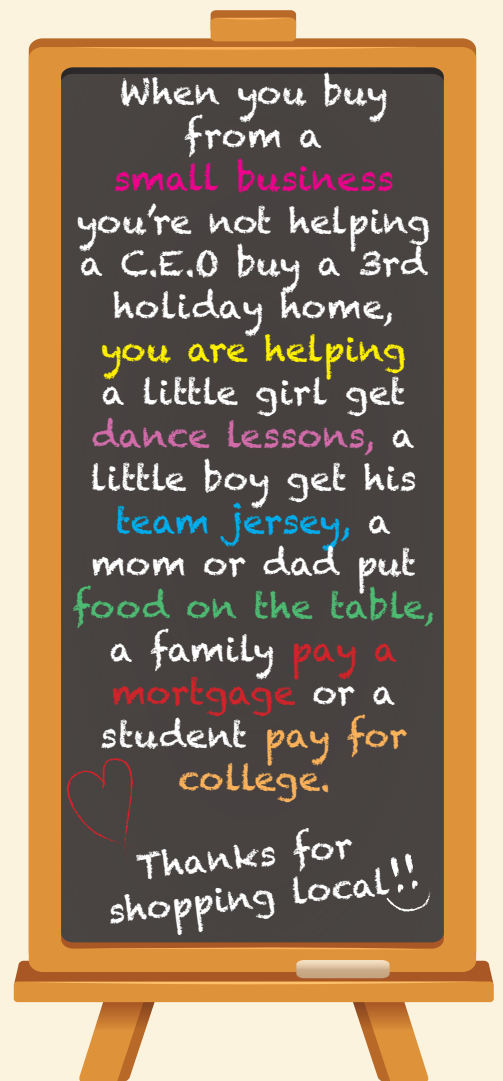 When you buy
from a
small business
you're not helping
a C.E.O buy a 3rd
holiday home,
you are helping
a little girl get
dance lessons, a
little boy get his
team jersey, a
mom or dad put
food on the table,
a family pay a
mortgage or a
student pay for
college.
Thanks for
shopping local!!